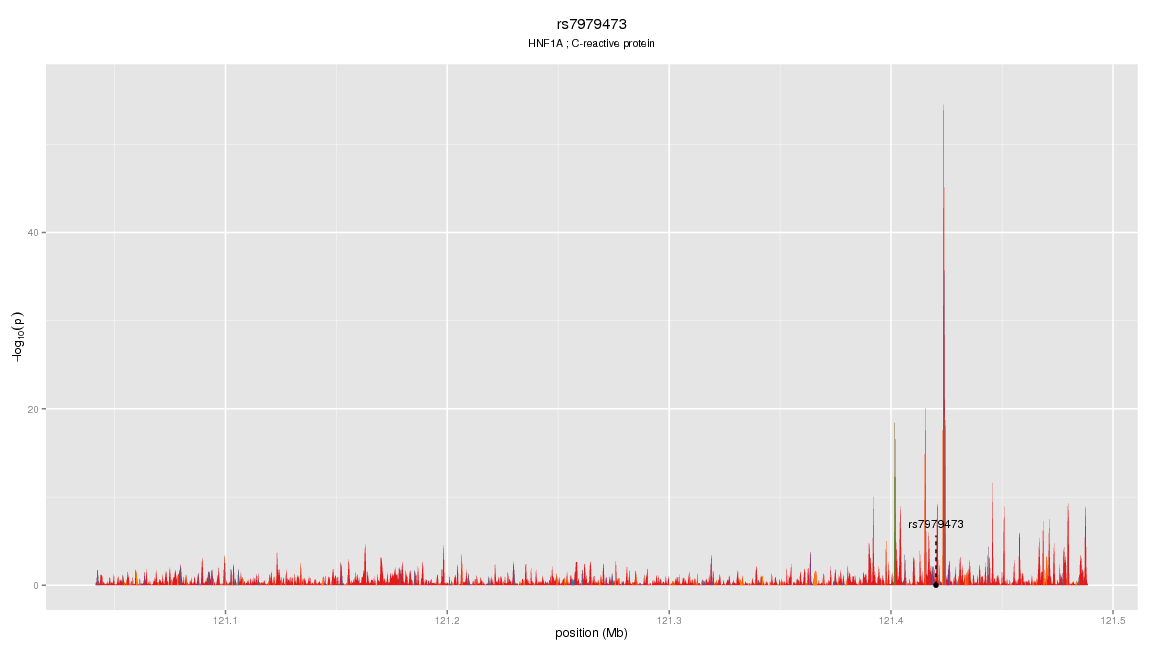 rs7979473
HNF1A ; C-reactive protein
−log10(p)
40
20
0
rs7979473
121.1
121.2
121.3
121.4
121.5
position (Mb)